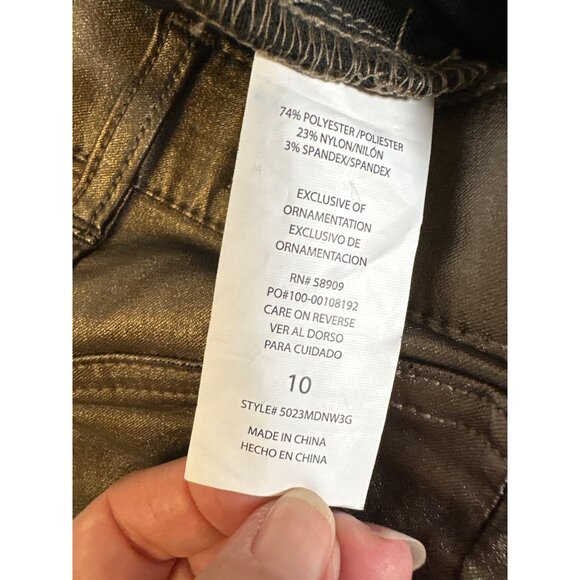 74% POLYESTER /POLIESTER
23% NYLON/NILÓN
3% SPANDEX/SPANDEX
EXCLUSIVE OF
ORNAMENTATION
EXCLUSIVO DE
ORNAMENTACION
RN# 58909
PO#100-00108192
CARE ON REVERSE
VER AL DORSO
PARA CUIDADO
10
STYLE# 5023MDNW3G
MADE IN CHINA
HECHO EN CHINA